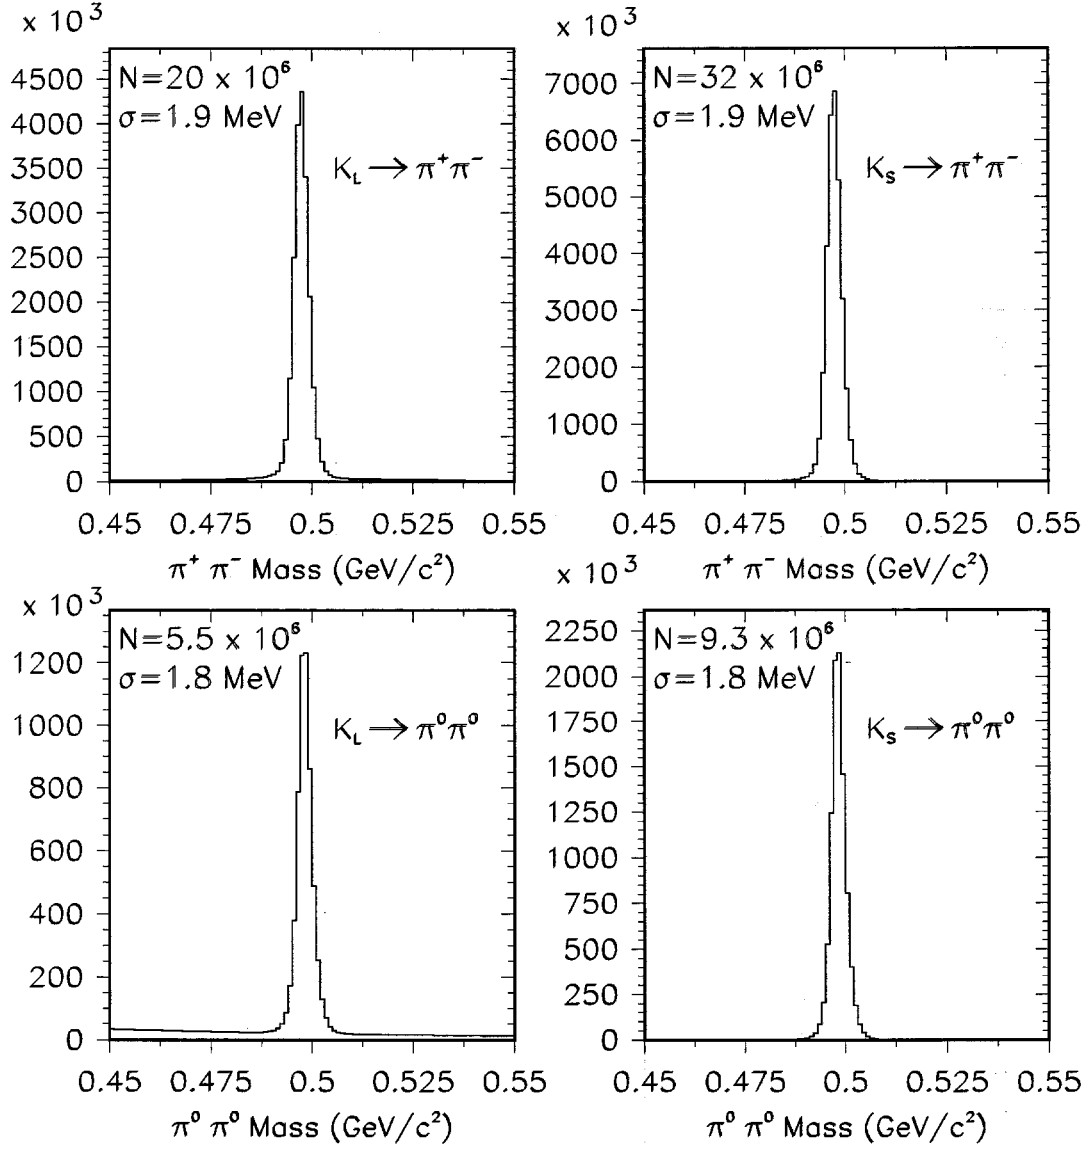 x 10³
4500
4000
3500
3000
2500
2000
1500
1000
500
0
N=20 x 10⁶
σ=1.9 MeV
K_L → π⁺π⁻
0.45 0.475 0.5 0.525 0.55
π⁺ π⁻ Mass (GeV/c²)
x 10³
7000
6000
5000
4000
3000
2000
1000
0
N=32 x 10⁶
σ=1.9 MeV
K_S → π⁺π⁻
0.45 0.475 0.5 0.525 0.55
π⁺ π⁻ Mass (GeV/c²)
x 10³
1200
1000
800
600
400
200
0
N=5.5 x 10⁶
σ=1.8 MeV
K_L → π⁰π⁰
0.45 0.475 0.5 0.525 0.55
π⁰ π⁰ Mass (GeV/c²)
x 10³
2250
2000
1750
1500
1250
1000
750
500
250
0
N=9.3 x 10⁶
σ=1.8 MeV
K_S → π⁰π⁰
0.45 0.475 0.5 0.525 0.55
π⁰ π⁰ Mass (GeV/c²)